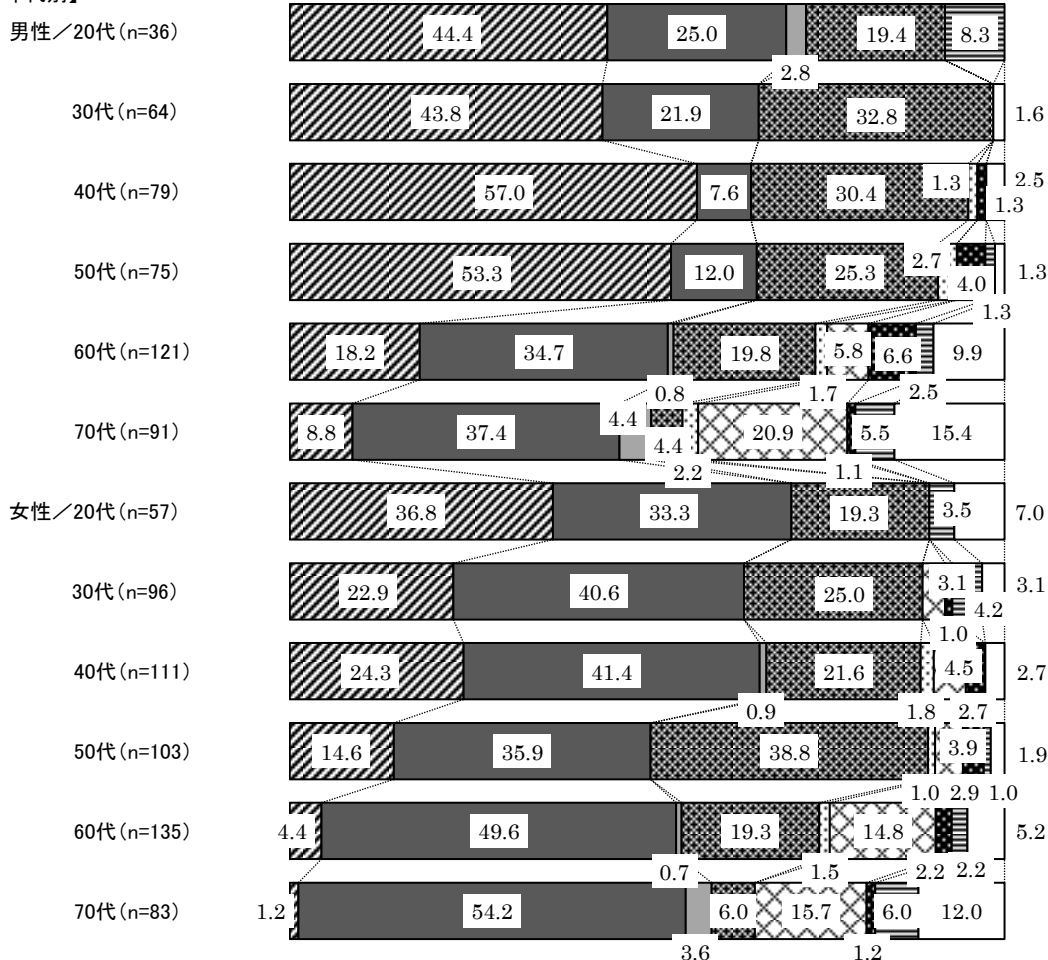 男性／20代(n=36) 44.4 25.0 19.4 8.3
2.8
30代(n=64) 43.8 21.9 32.8 1.6
40代(n=79) 57.0 7.6 30.4 1.3 2.5
1.3
50代(n=75) 53.3 12.0 25.3 2.7 4.0 1.3
1.3
60代(n=121) 18.2 34.7 19.8 5.8 6.6 9.9
0.8 1.7 2.5
70代(n=91) 8.8 37.4 4.4 4.4 20.9 5.5 15.4
2.2 1.1
女性／20代(n=57) 36.8 33.3 19.3 3.5 7.0
30代(n=96) 22.9 40.6 25.0 3.1 4.2 3.1
1.0
40代(n=111) 24.3 41.4 21.6 4.5 2.7
0.9 1.8 2.7
50代(n=103) 14.6 35.9 38.8 3.9 1.9
1.0 2.9 1.0
60代(n=135) 4.4 49.6 19.3 14.8 5.2
0.7 1.5 2.2 2.2
70代(n=83) 1.2 54.2 6.0 15.7 6.0 12.0
3.6 1.2